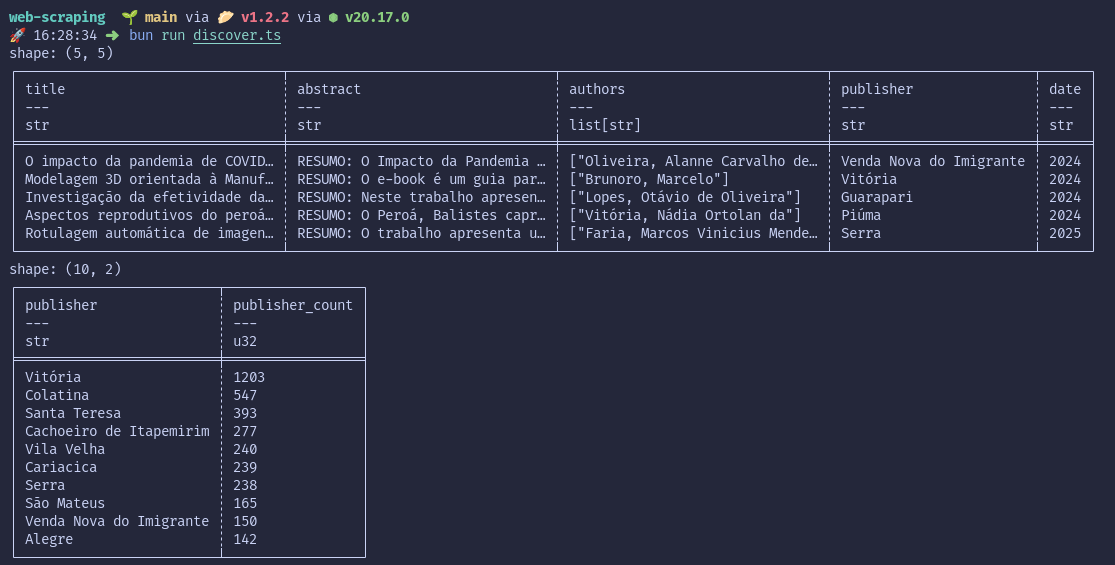 web-scraping 🌱 main via 🥟 v1.2.2 via ⬢ v20.17.0
🚀 16:28:34 ➜ bun run discover.ts
shape: (5, 5)
title abstract authors publisher date
--- --- --- --- ---
str str list[str] str str
O impacto da pandemia de COVID… RESUMO: O Impacto da Pandemia … ["Oliveira, Alanne Carvalho de… Venda Nova do Imigrante 2024
Modelagem 3D orientada à Manuf… RESUMO: O e-book é um guia par… ["Brunoro, Marcelo"] Vitória 2024
Investigação da efetividade da… RESUMO: Neste trabalho apresen… ["Lopes, Otávio de Oliveira"] Guarapari 2024
Aspectos reprodutivos do peroá… RESUMO: O Peroá, Balistes capr… ["Vitória, Nádia Ortolan da"] Piúma 2024
Rotulagem automática de imagen… RESUMO: O trabalho apresenta u… ["Faria, Marcos Vinicius Mende… Serra 2025
shape: (10, 2)
publisher publisher_count
--- ---
str u32
Vitória 1203
Colatina 547
Santa Teresa 393
Cachoeiro de Itapemirim 277
Vila Velha 240
Cariacica 239
Serra 238
São Mateus 165
Venda Nova do Imigrante 150
Alegre 142